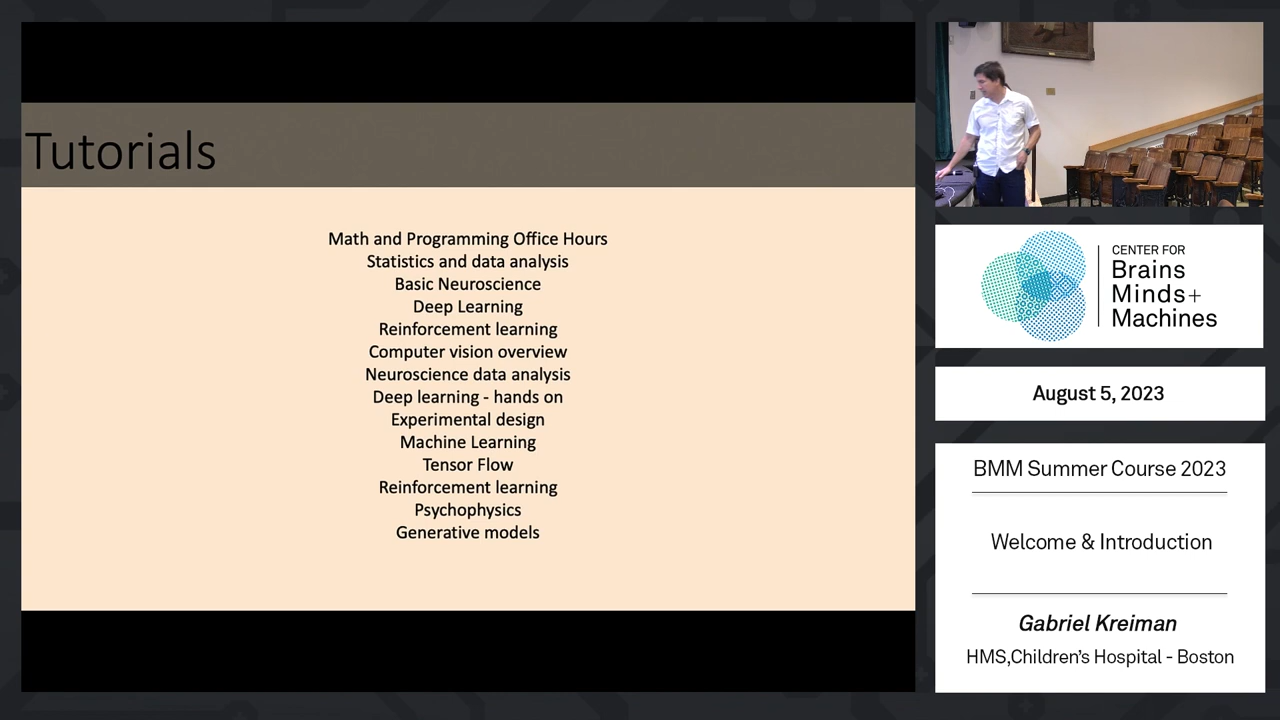 Tutorials
Math and Programming Office Hours
Statistics and data analysis
Basic Neuroscience
Deep Learning
Reinforcement learning
Computer vision overview
Neuroscience data analysis
Deep learning - hands on
Experimental design
Machine Learning
Tensor Flow
Reinforcement learning
Psychophysics
Generative models
CENTER FOR
Brains
Minds+
Machines
August 5, 2023
BMM Summer Course 2023
Welcome & Introduction
Gabriel Kreiman
HMS,Children's Hospital - Boston